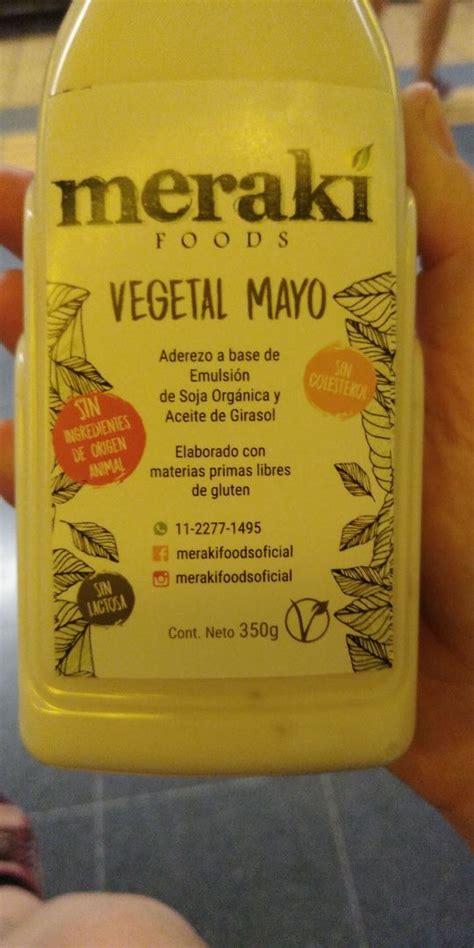 meraki
FOODS
VEGETAL MAYO
Aderezo a base de
Emulsión
de Soja Orgánica y
Aceite de Girasol
SIN
COLESTEROL
SIN
INGREDIENTES
DE ORIGEN
ANIMAL
Elaborado con
materias primas libres
de gluten
11-2277-1495
merakifoodsoficial
merakifoodsoficial
SIN
LACTOSA
Cont. Neto 350g